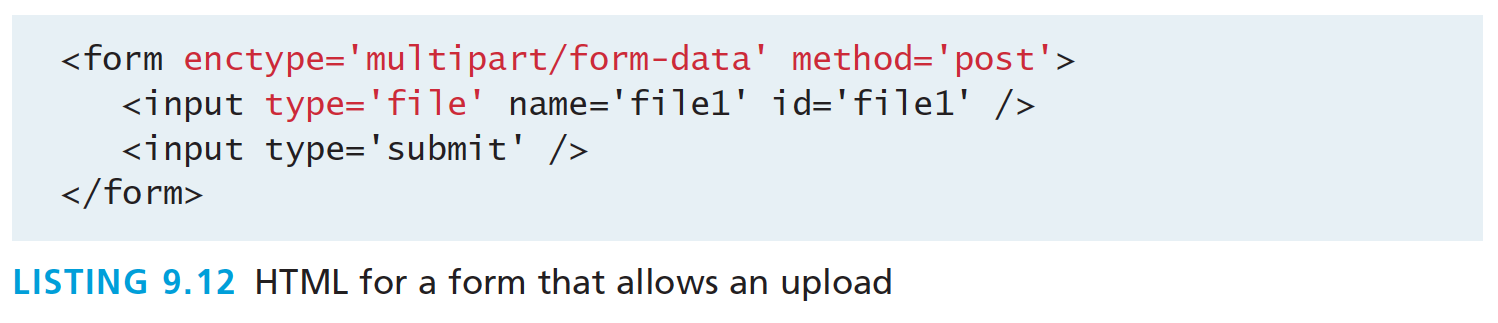 <form enctype='multipart/form-data' method='post'>
<input type='file' name='file1' id='file1' />
<input type='submit' />
</form>
LISTING 9.12 HTML for a form that allows an upload